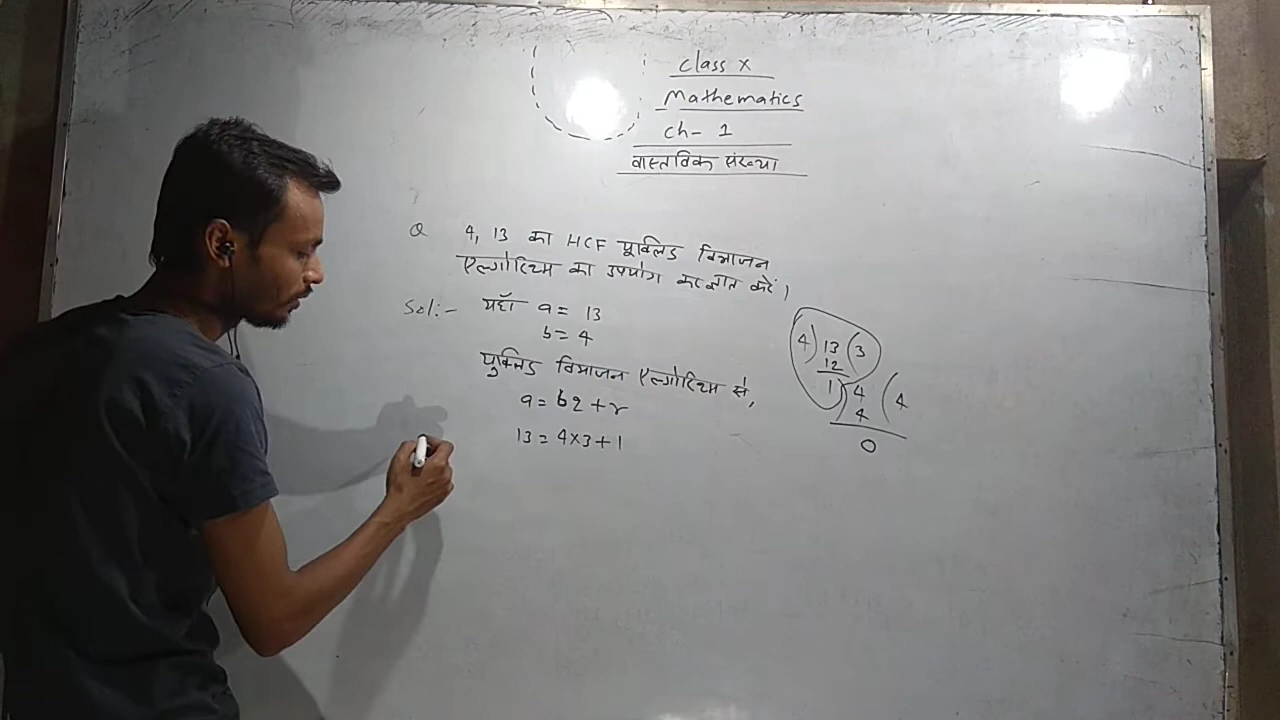 Class X
Mathematics
Ch- 1
वास्तविक संख्या
Q 4, 13 का HCF यूक्लिड विभाजन
एल्गोरिथ्म का उपयोग कर ज्ञात करें।
Sol:- यहाँ a = 13
b = 4
युक्लिड विभाजन एल्गोरिथ्म से,
a = bq + r
13 = 4×3+1
4) 13 (3
12
1) 4 (4
4
0